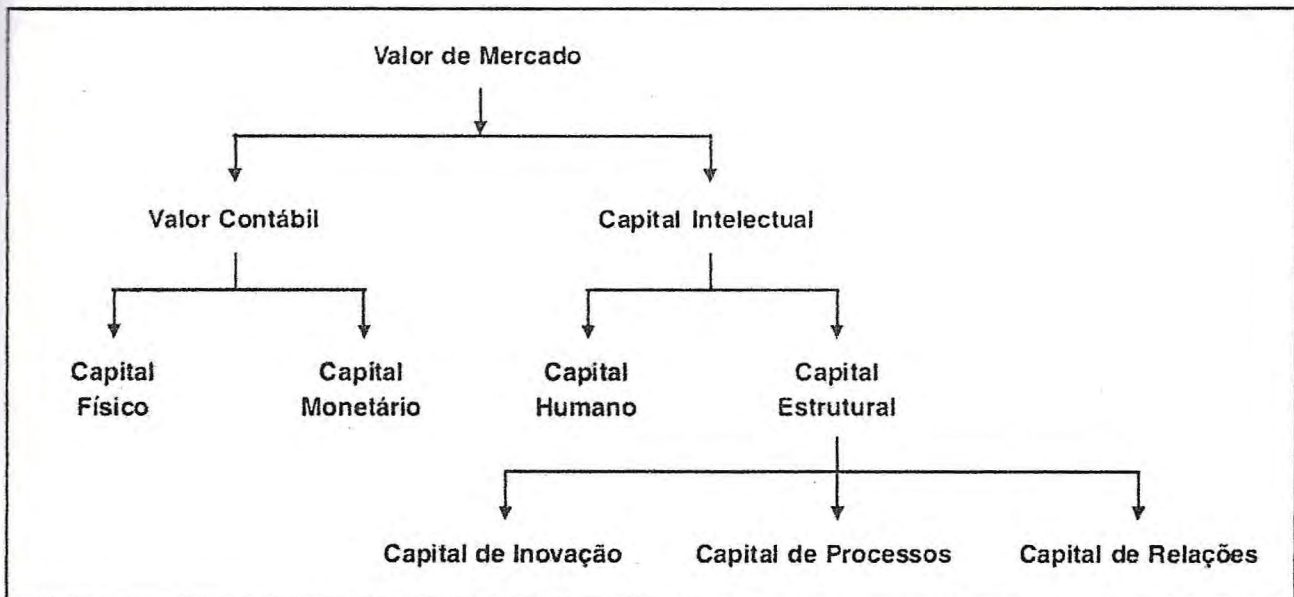 Valor de Mercado
Valor Contábil Capital Intelectual
Capital Capital Capital Capital
Físico Monetário Humano Estrutural
Capital de Inovação Capital de Processos Capital de Relações